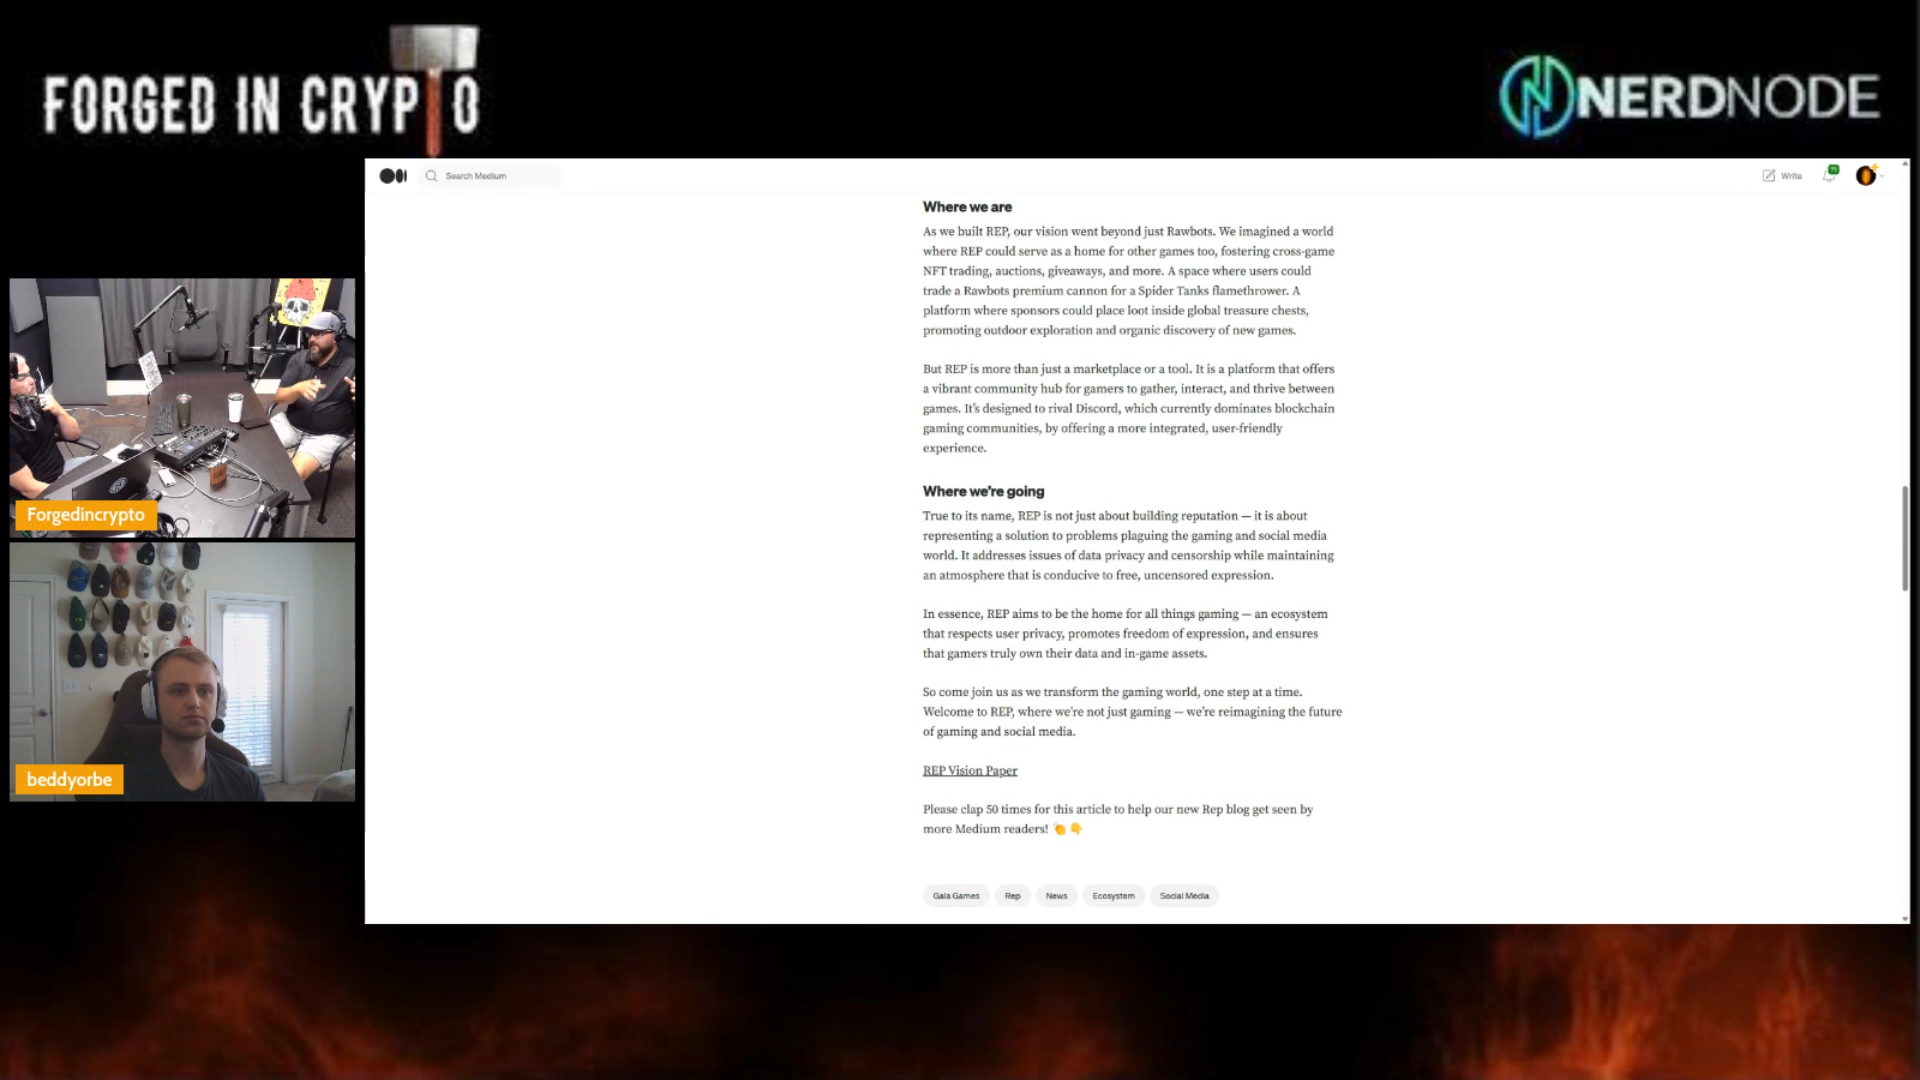 FORGED IN CRYPTO
NERDNODE
Search Medium
Write
Where we are
As we built REP, our vision went beyond just Rawbots. We imagined a world
where REP could serve as a home for other games too, fostering cross-game
NFT trading, auctions, giveaways, and more. A space where users could
trade a Rawbots premium cannon for a Spider Tanks flamethrower. A
platform where sponsors could place loot inside global treasure chests,
promoting outdoor exploration and organic discovery of new games.
But REP is more than just a marketplace or a tool. It is a platform that offers
a vibrant community hub for gamers to gather, interact, and thrive between
games. It's designed to rival Discord, which currently dominates blockchain
gaming communities, by offering a more integrated, user-friendly
experience.
Where we're going
True to its name, REP is not just about building reputation — it is about
representing a solution to problems plaguing the gaming and social media
world. It addresses issues of data privacy and censorship while maintaining
an atmosphere that is conducive to free, uncensored expression.
In essence, REP aims to be the home for all things gaming — an ecosystem
that respects user privacy, promotes freedom of expression, and ensures
that gamers truly own their data and in-game assets.
So come join us as we transform the gaming world, one step at a time.
Welcome to REP, where we're not just gaming — we're reimagining the future
of gaming and social media.
REP Vision Paper
Please clap 50 times for this article to help our new Rep blog get seen by
more Medium readers! 👏 👇
Gala Games
Rep
News
Ecosystem
Social Media
Forgedincrypto
beddyorbe